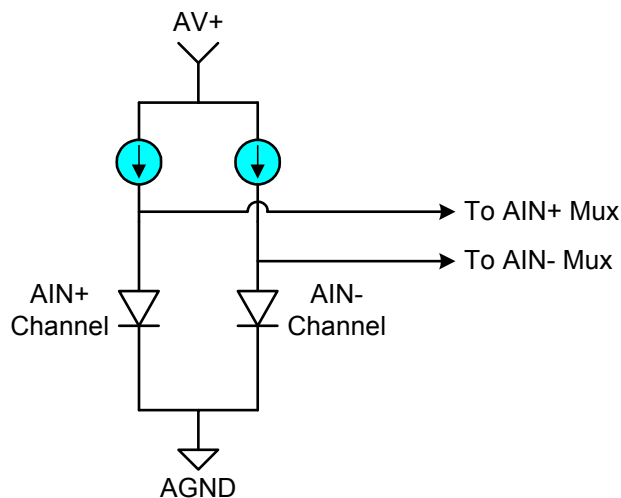 AV+
To AIN+ Mux
To AIN- Mux
AIN+
Channel
AIN-
Channel
AGND